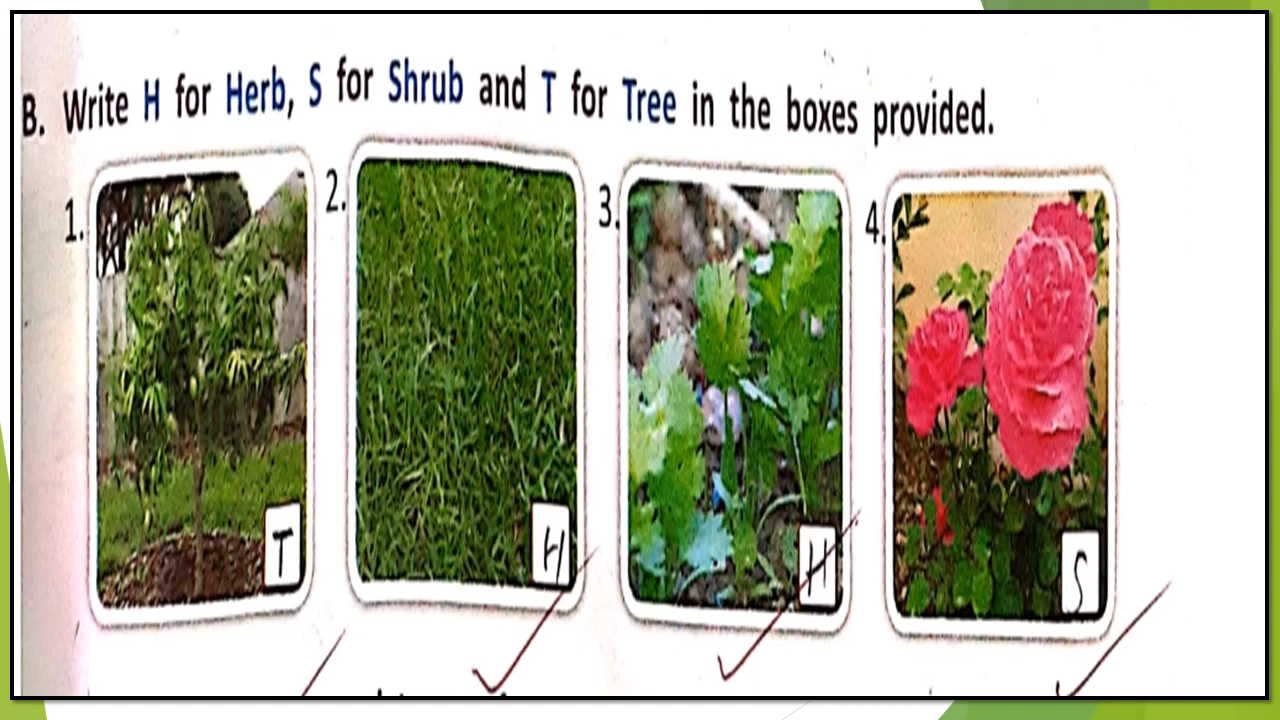 B. Write H for Herb, S for Shrub and T for Tree in the boxes provided.
1. 2. 3. 4.
T H H S